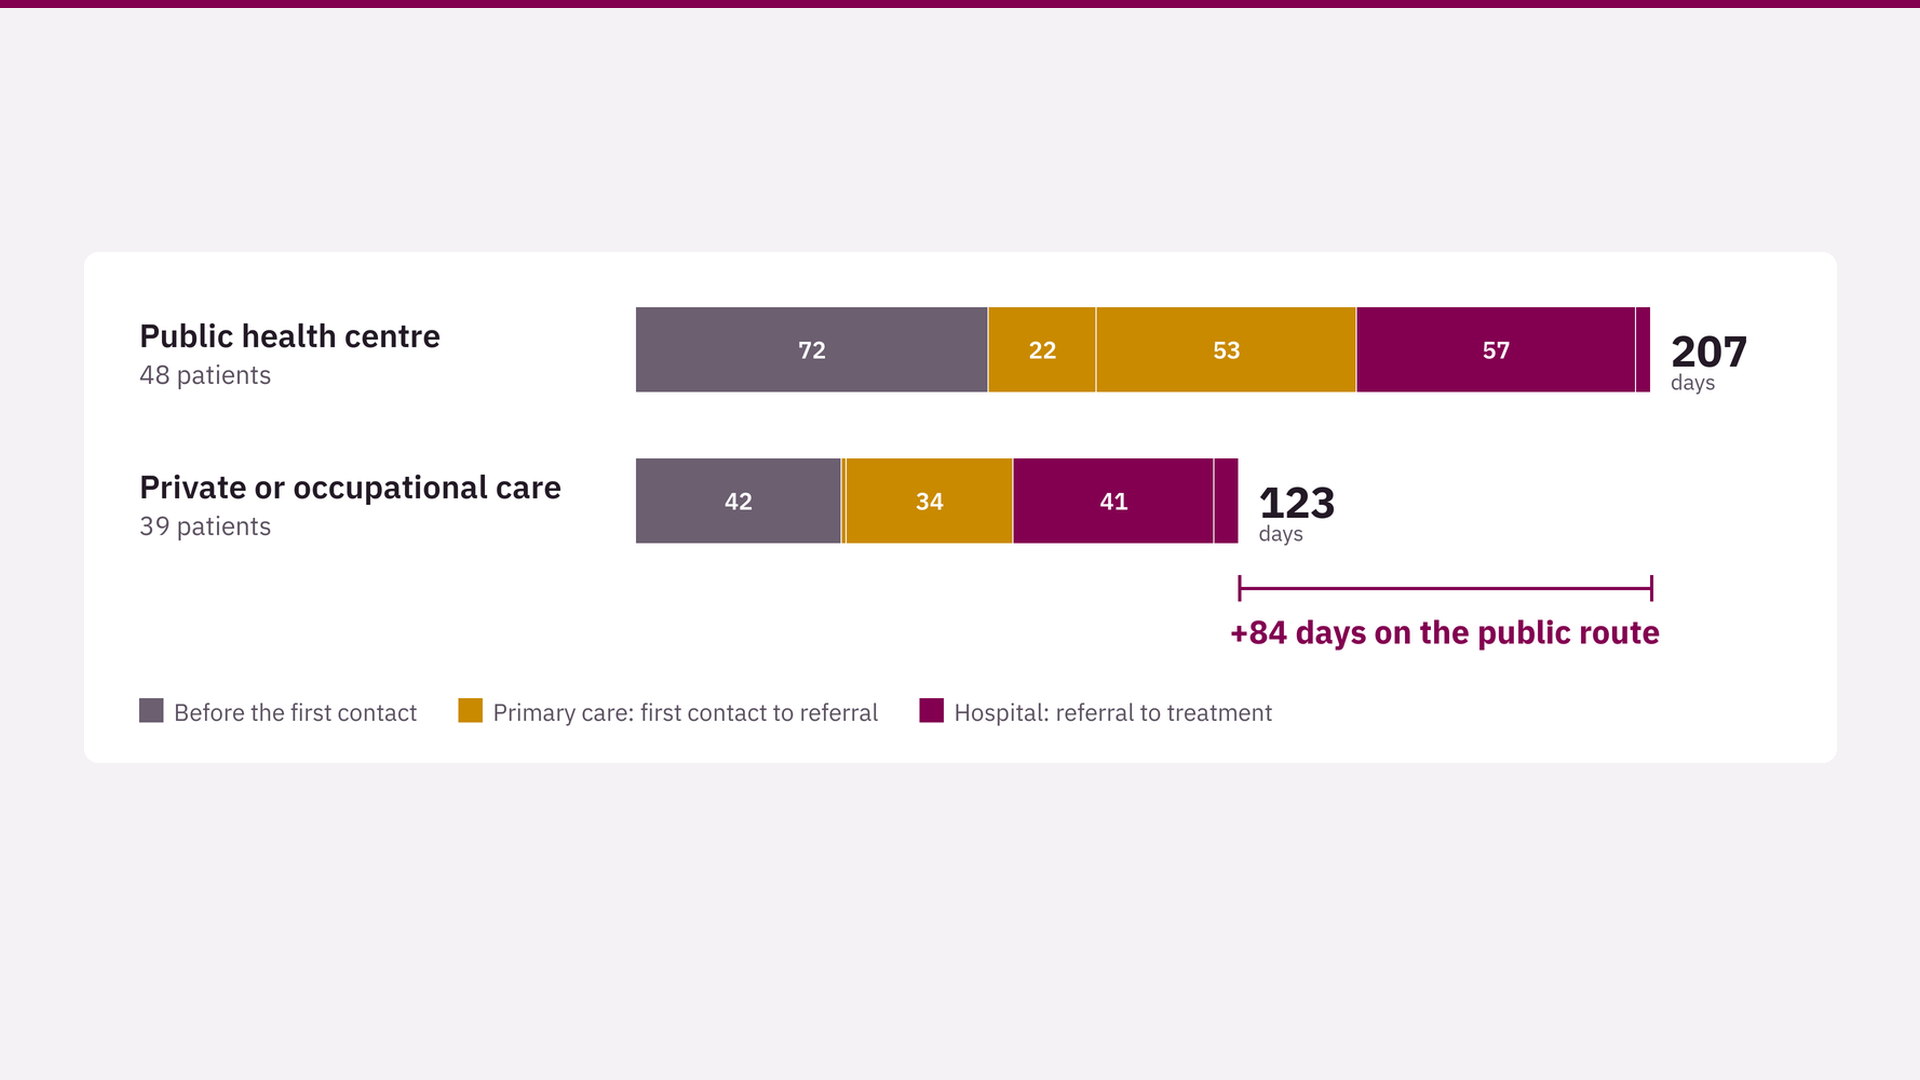 Public health centre
48 patients
72
22
53
57
207
days
Private or occupational care
39 patients
42
34
41
123
days
+84 days on the public route
Before the first contact
Primary care: first contact to referral
Hospital: referral to treatment